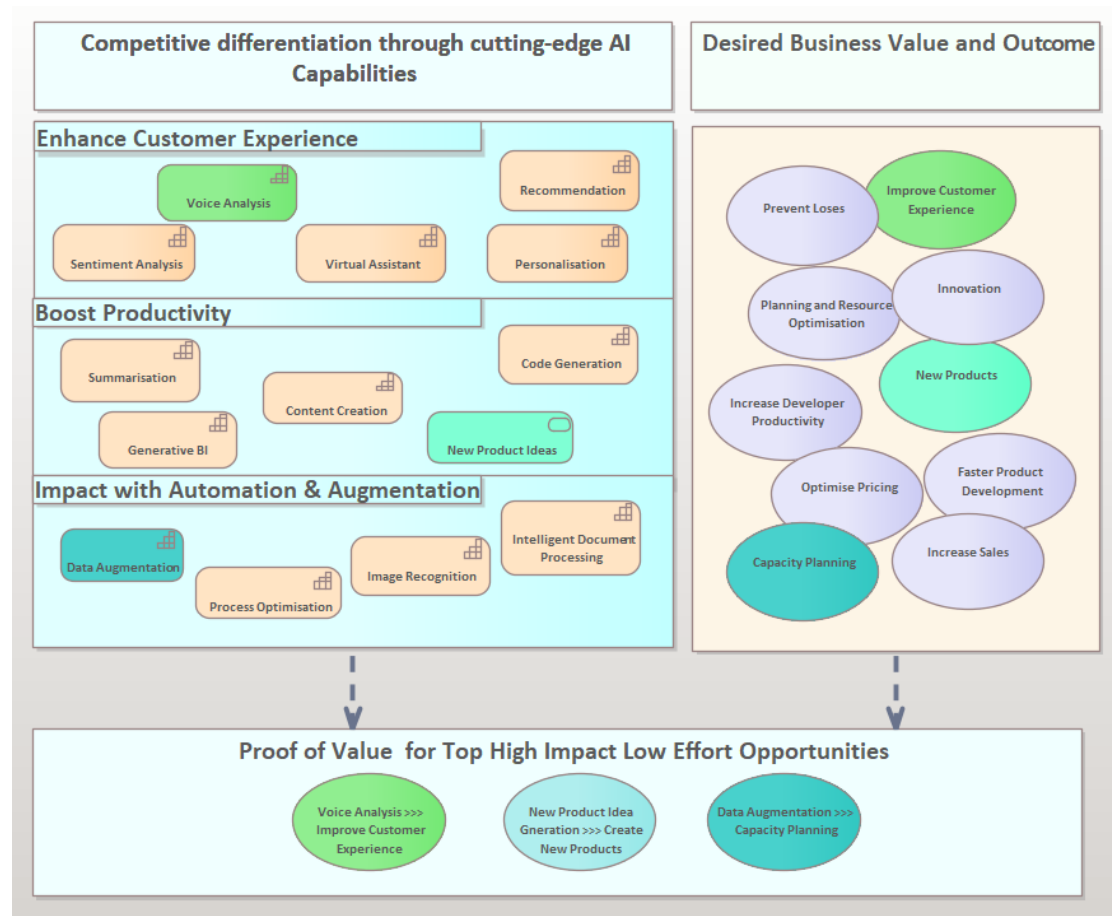 Competitive differentiation through cutting-edge AI
Capabilities
Desired Business Value and Outcome
Enhance Customer Experience
Voice Analysis
Recommendation
Sentiment Analysis
Virtual Assistant
Personalisation
Boost Productivity
Summarisation
Content Creation
Code Generation
Generative BI
New Product Ideas
Impact with Automation & Augmentation
Data Augmentation
Process Optimisation
Image Recognition
Intelligent Document
Processing
Prevent Loses
Improve Customer
Experience
Planning and Resource
Optimisation
Innovation
New Products
Increase Developer
Productivity
Optimise Pricing
Faster Product
Development
Capacity Planning
Increase Sales
Proof of Value for Top High Impact Low Effort Opportunities
Voice Analysis >>>
Improve Customer
Experience
New Product Idea
Gneration >>> Create
New Products
Data Augmentation >>>
Capacity Planning